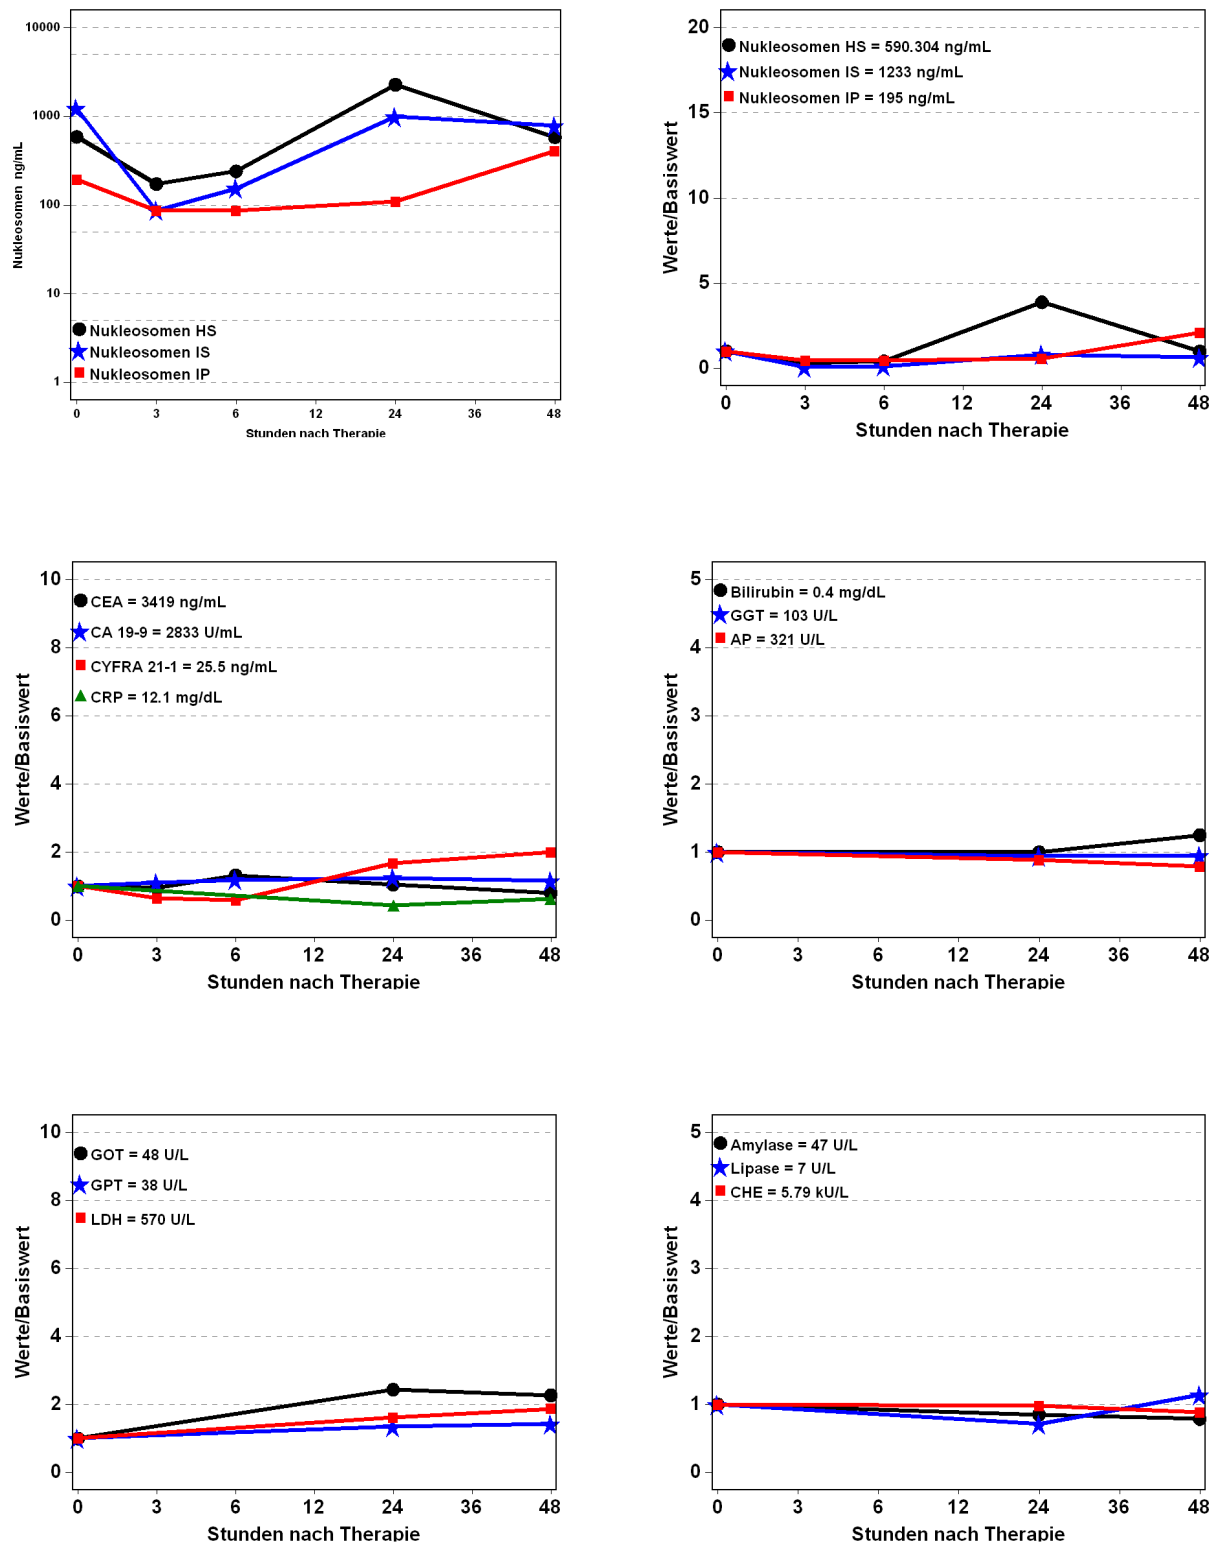 10000
1000
100
10
1
Nukleosomen ng/mL
Nukleosomen HS
Nukleosomen IS
Nukleosomen IP
0 3 6 12 24 36 48
Stunden nach Therapie
20
15
10
5
0
Werte/Basiswert
Nukleosomen HS = 590.304 ng/mL
Nukleosomen IS = 1233 ng/mL
Nukleosomen IP = 195 ng/mL
0 3 6 12 24 36 48
Stunden nach Therapie
10
8
6
4
2
0
Werte/Basiswert
CEA = 3419 ng/mL
CA 19-9 = 2833 U/mL
CYFRA 21-1 = 25.5 ng/mL
CRP = 12.1 mg/dL
0 3 6 12 24 36 48
Stunden nach Therapie
5
4
3
2
1
0
Werte/Basiswert
Bilirubin = 0.4 mg/dL
GGT = 103 U/L
AP = 321 U/L
0 3 6 12 24 36 48
Stunden nach Therapie
10
8
6
4
2
0
Werte/Basiswert
GOT = 48 U/L
GPT = 38 U/L
LDH = 570 U/L
0 3 6 12 24 36 48
Stunden nach Therapie
5
4
3
2
1
0
Werte/Basiswert
Amylase = 47 U/L
Lipase = 7 U/L
CHE = 5.79 kU/L
0 3 6 12 24 36 48
Stunden nach Therapie